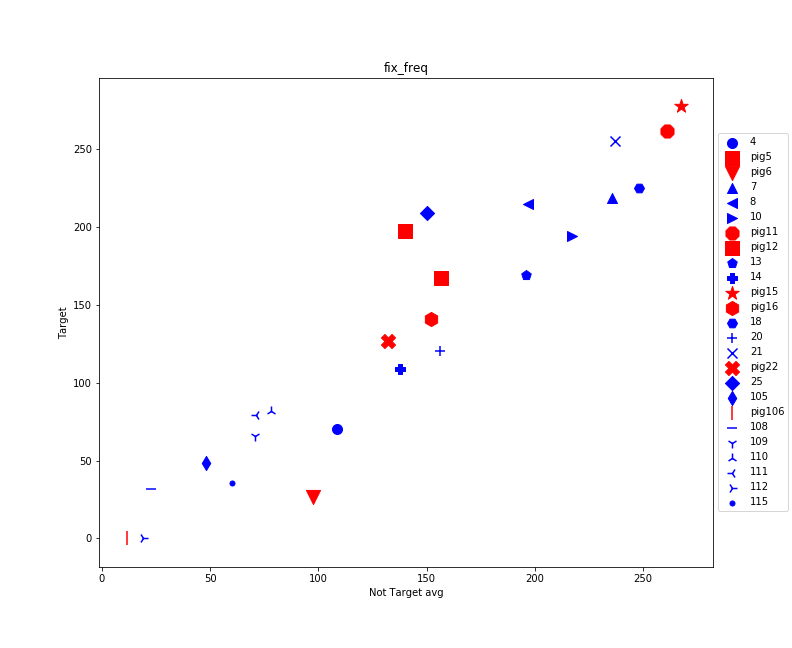 fix_freq
250
200
150
100
50
0
Target
0 50 100 150 200 250
Not Target avg
4
pig5
pig6
7
8
10
pig11
pig12
13
14
pig15
pig16
18
20
21
pig22
25
105
pig106
108
109
110
111
112
115